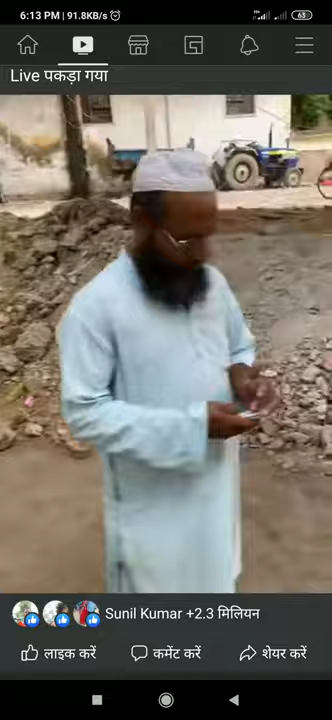 6:13 PM | 91.8KB/s
63
Live पकड़ा गया
Sunil Kumar +2.3 मिलियन
लाइक करें
कमेंट करें
शेयर करें